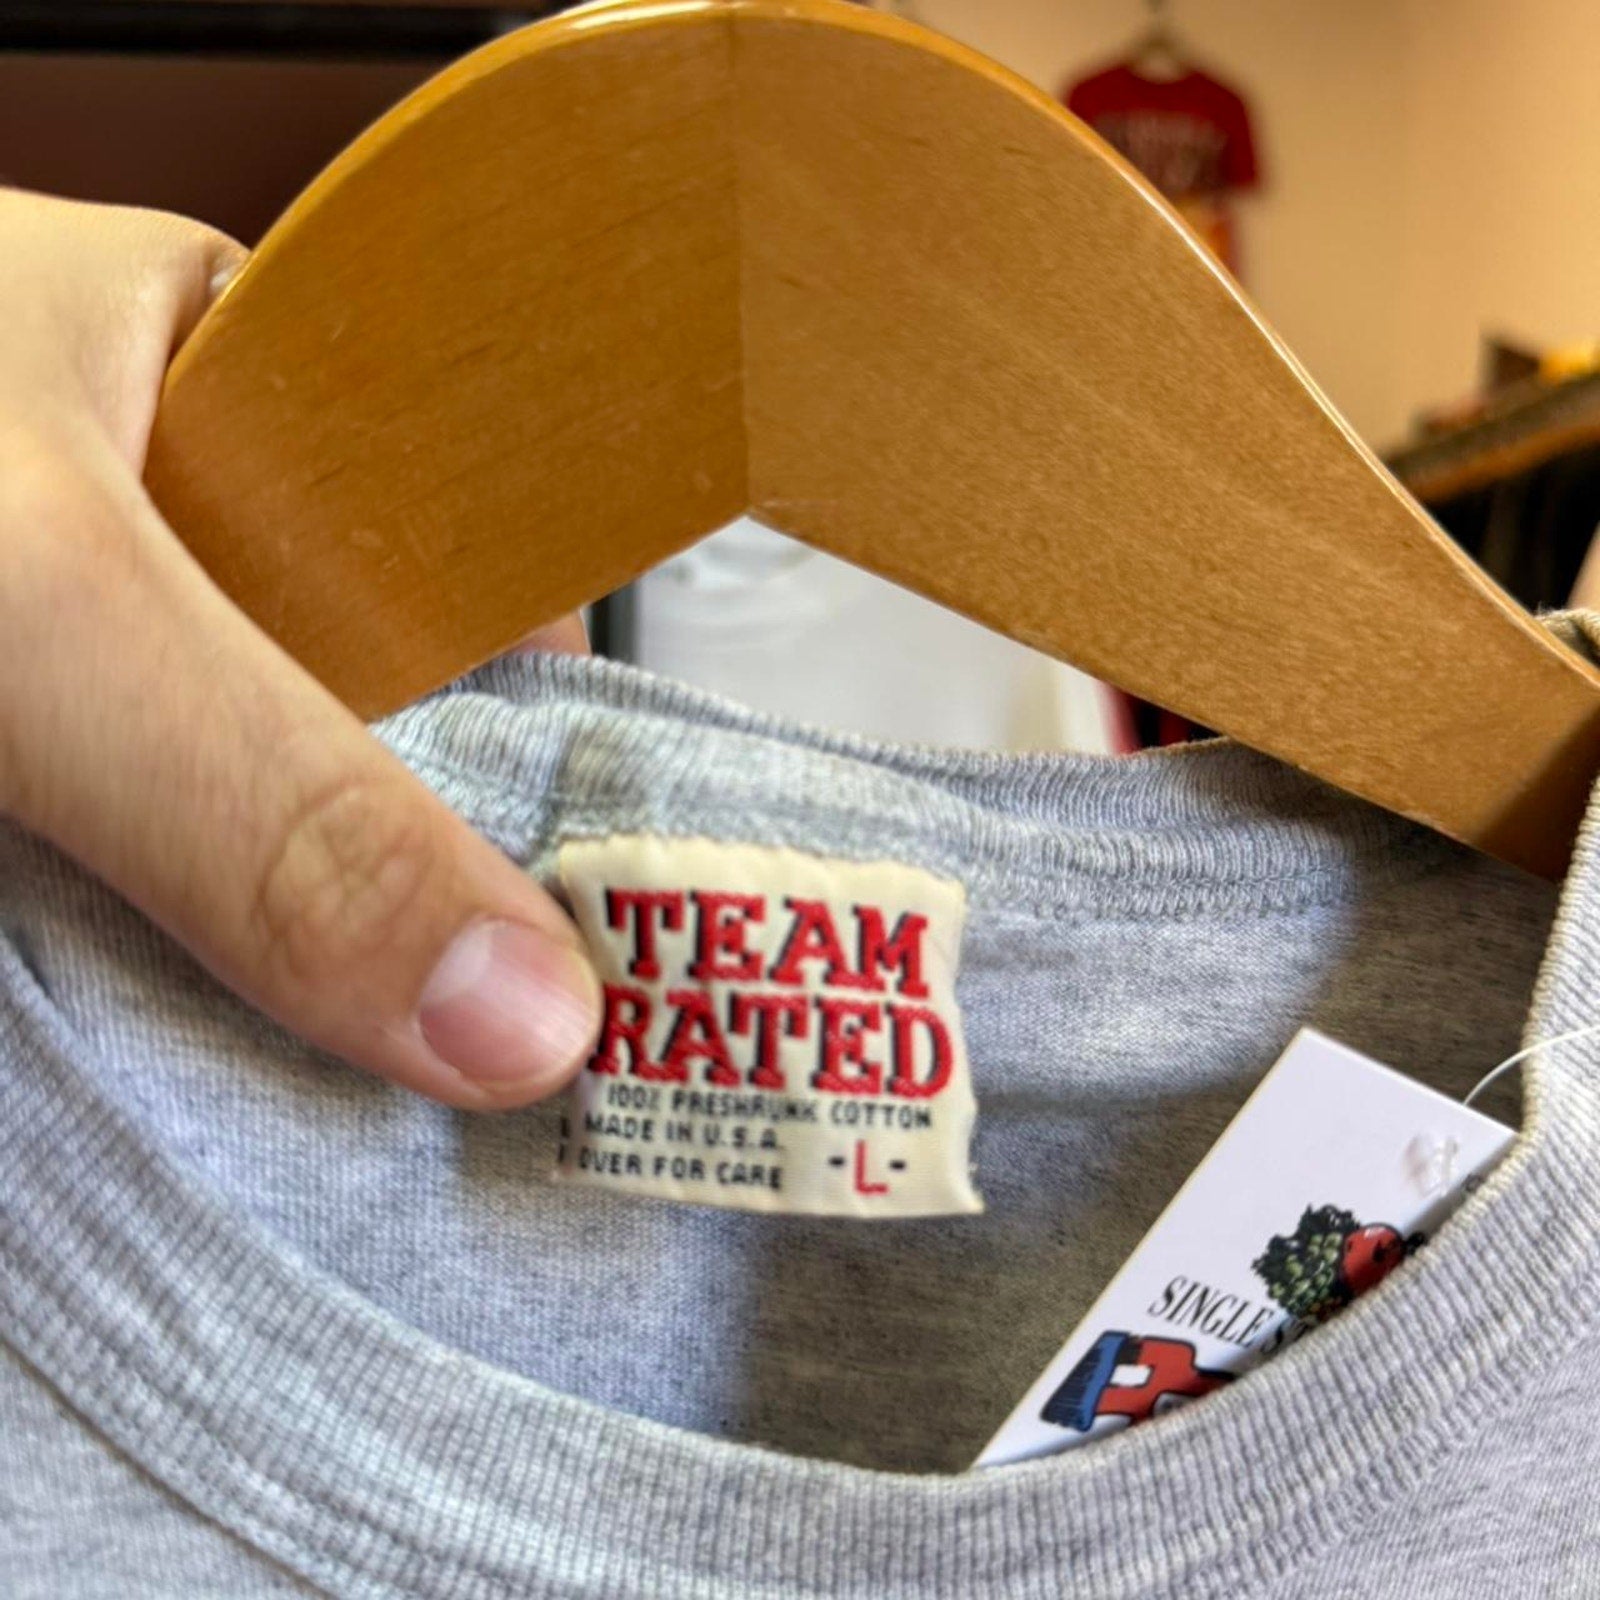 TEAM
RATED
100% PRESHRUNK COTTON
MADE IN U.S.A.
OVER FOR CARE -L-
SINGLE